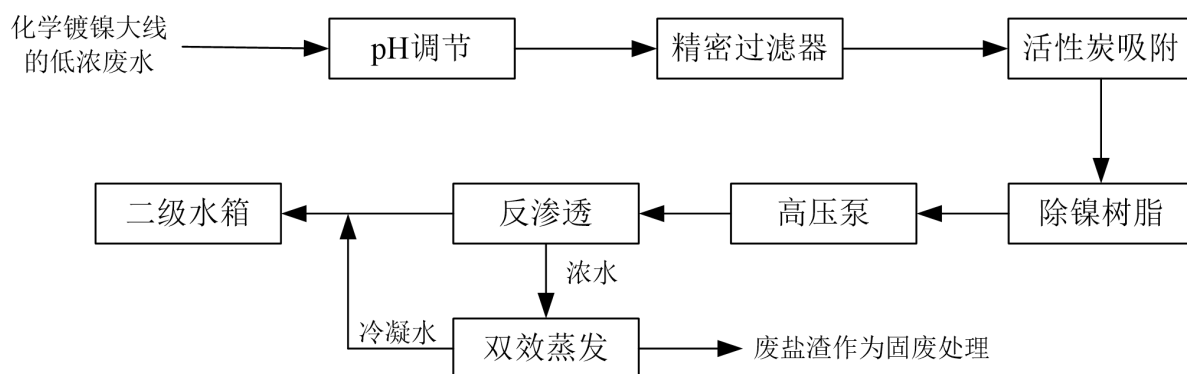 化学镀镍大线
的低浓废水
pH调节
精密过滤器
活性炭吸附
二级水箱
反渗透
高压泵
除镍树脂
浓水
冷凝水
双效蒸发
废盐渣作为固废处理